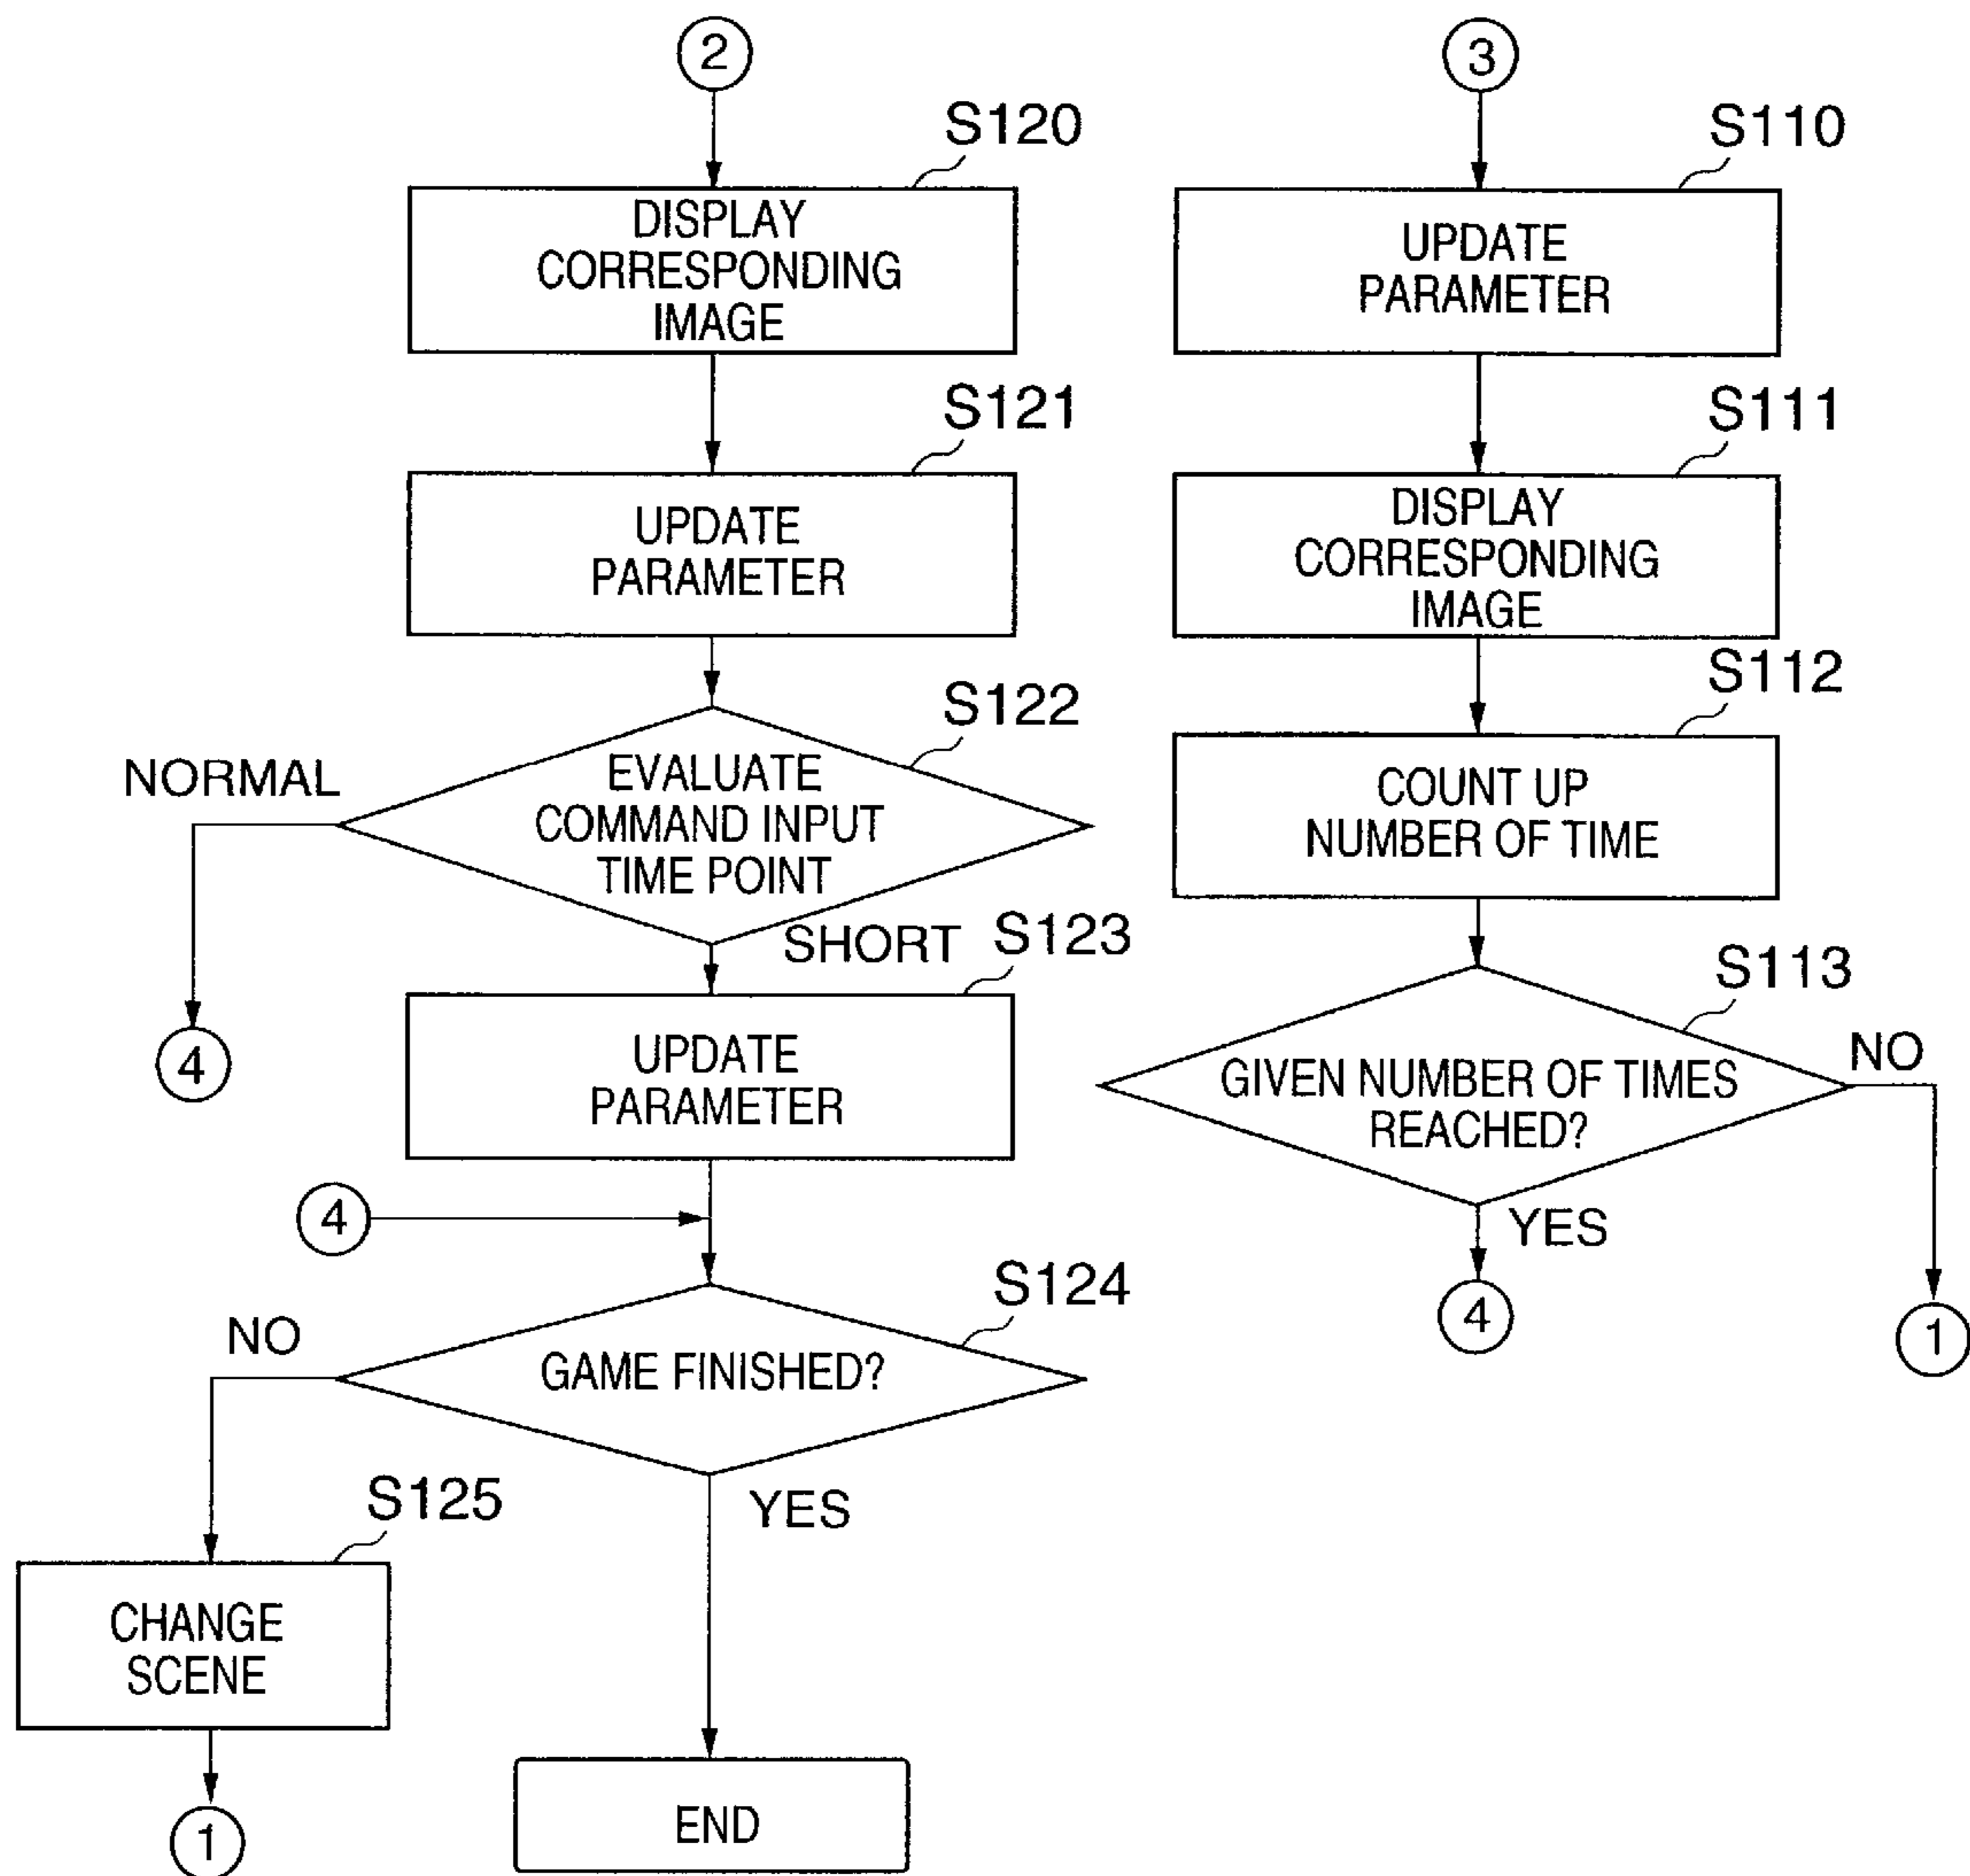 2
S120
DISPLAY
CORRESPONDING
IMAGE
S121
UPDATE
PARAMETER
S122
NORMAL
EVALUATE
COMMAND INPUT
TIME POINT
4
SHORT
S123
UPDATE
PARAMETER
4
S124
NO
GAME FINISHED?
S125
YES
CHANGE
SCENE
1
END
3
S110
UPDATE
PARAMETER
S111
DISPLAY
CORRESPONDING
IMAGE
S112
COUNT UP
NUMBER OF TIME
S113
NO
GIVEN NUMBER OF TIMES
REACHED?
YES
4
1